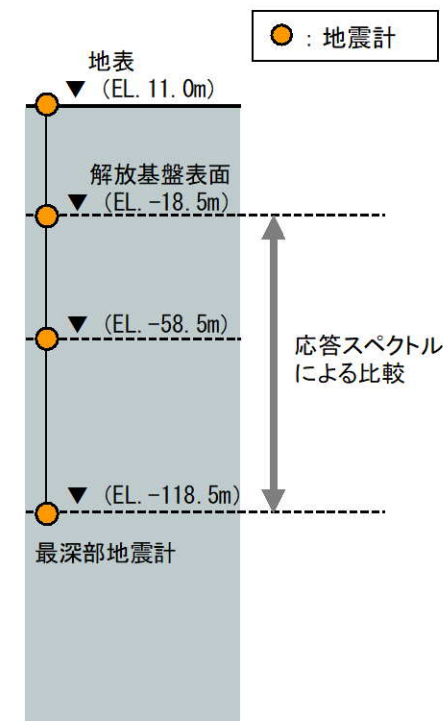 ：地震計
地表
▼ (EL. 11.0m)
解放基盤表面
▼ (EL. -18.5m)
▼ (EL. -58.5m)
応答スペクトル
による比較
▼ (EL. -118.5m)
最深部地震計